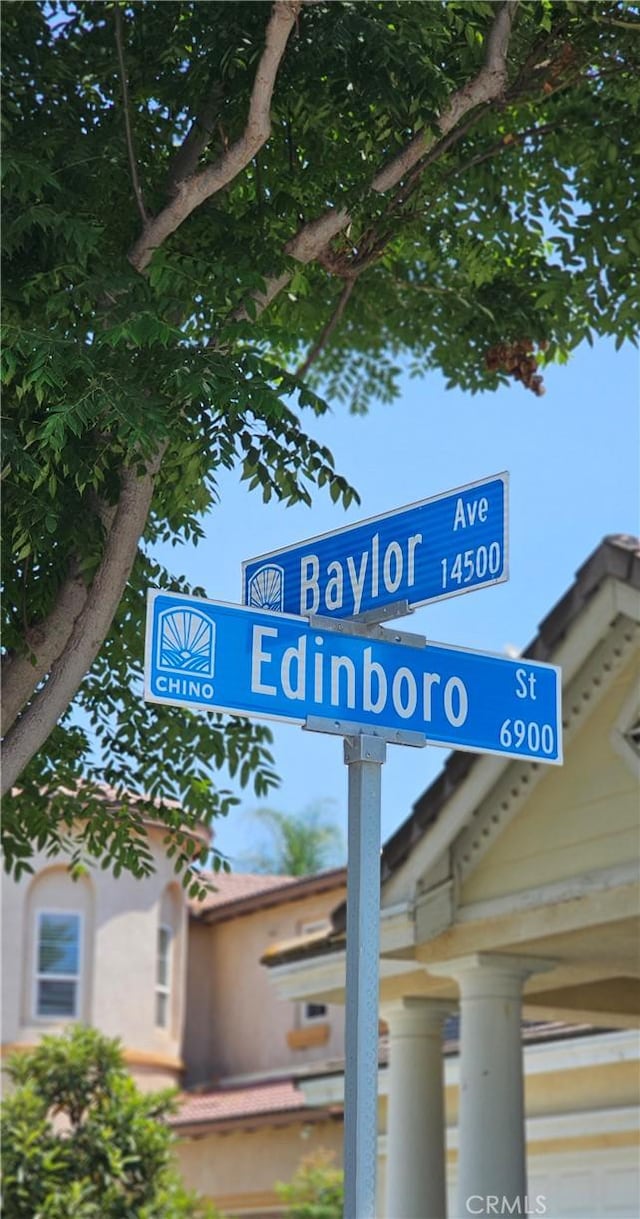 Baylor Ave
14500
CHINO
Edinboro St
6900
CRMLS